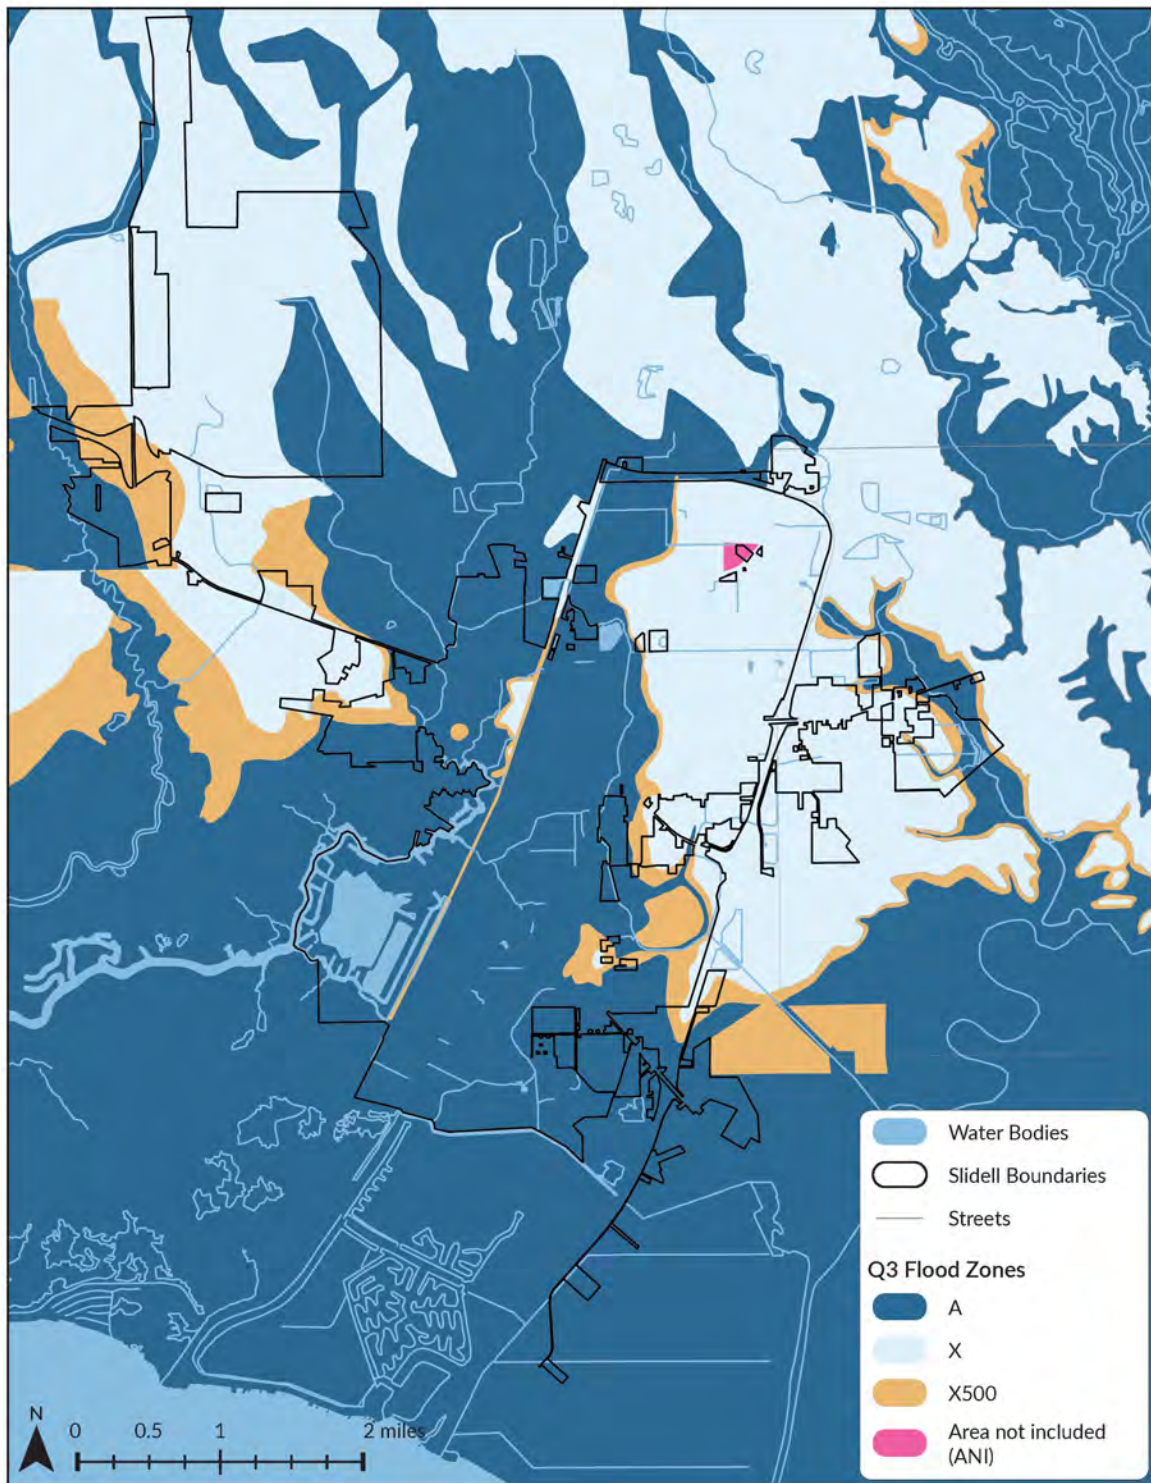 Water Bodies
Slidell Boundaries
Streets
Q3 Flood Zones
A
X
X500
Area not included
(ANI)
N
0 0.5 1 2 miles